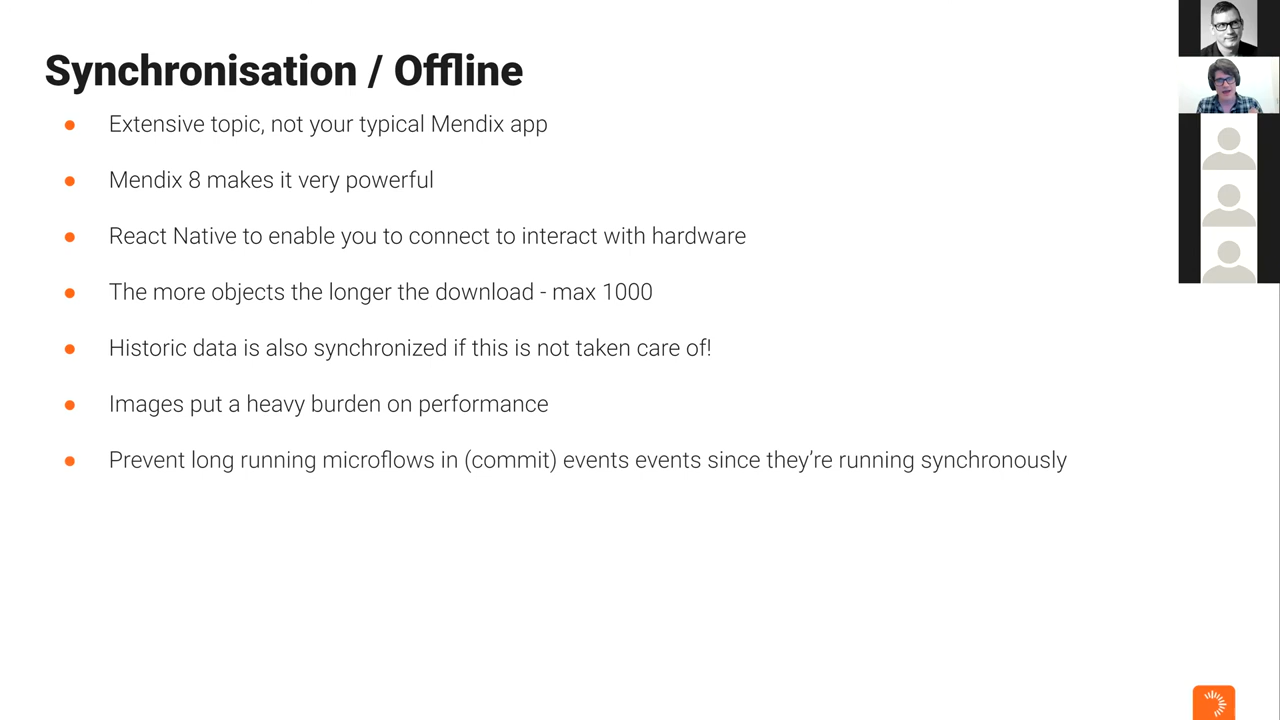 Synchronisation / Offline
Extensive topic, not your typical Mendix app
Mendix 8 makes it very powerful
React Native to enable you to connect to interact with hardware
The more objects the longer the download - max 1000
Historic data is also synchronized if this is not taken care of!
Images put a heavy burden on performance
Prevent long running microflows in (commit) events events since they're running synchronously